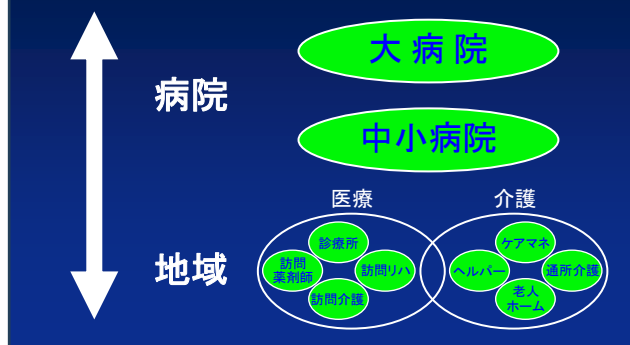 大病院
病院
中小病院
医療
介護
地域
診療所
訪問
薬剤師
訪問リハ
訪問介護
ケアマネ
ヘルパー
通所介護
老人
ホーム